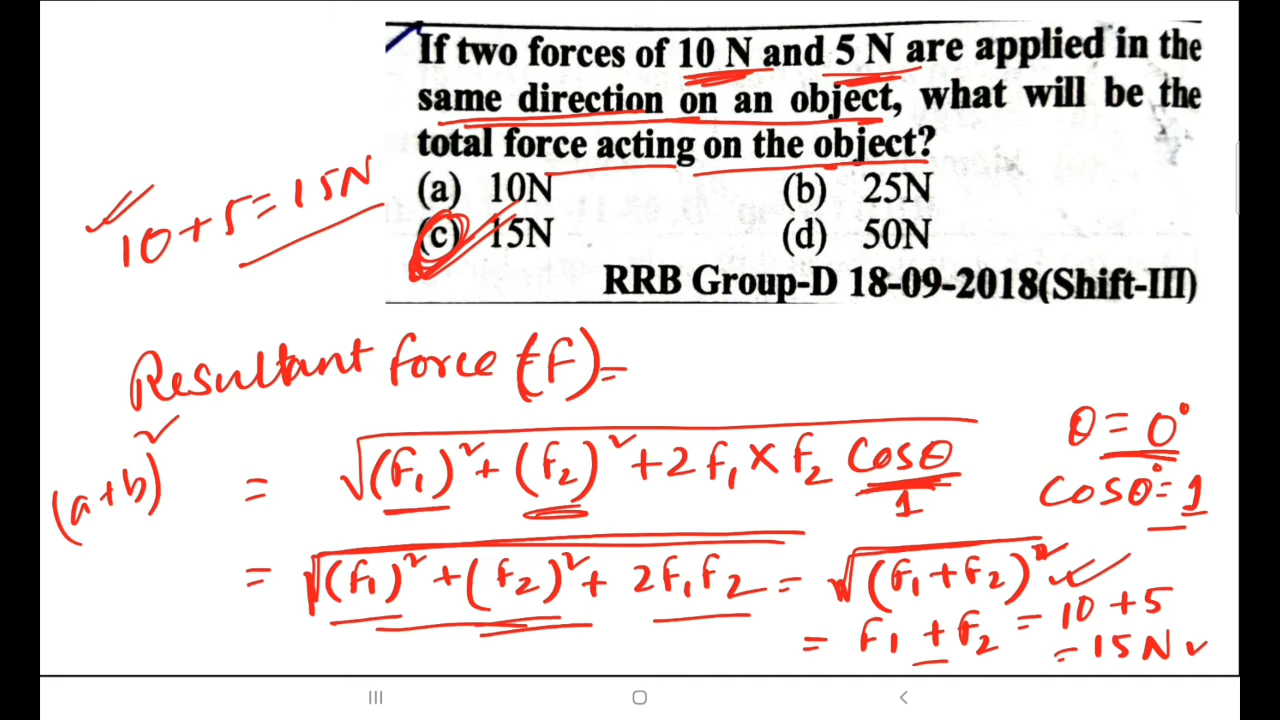 If two forces of 10 N and 5 N are applied in the
same direction on an object, what will be the
total force acting on the object?
(a) 10N (b) 25N
(c) 15N (d) 50N
RRB Group-D 18-09-2018(Shift-III)
10+5=15N
Resultant force (F)=
(a+b)²
= √(F₁)²+(F₂)²+2F₁×F₂ Cosθ
1
θ = 0°
Cosθ°=1
= √(F₁)²+(F₂)²+ 2F₁F₂ = √(F₁+F₂)²
= F₁+F₂ = 10+5
=15N